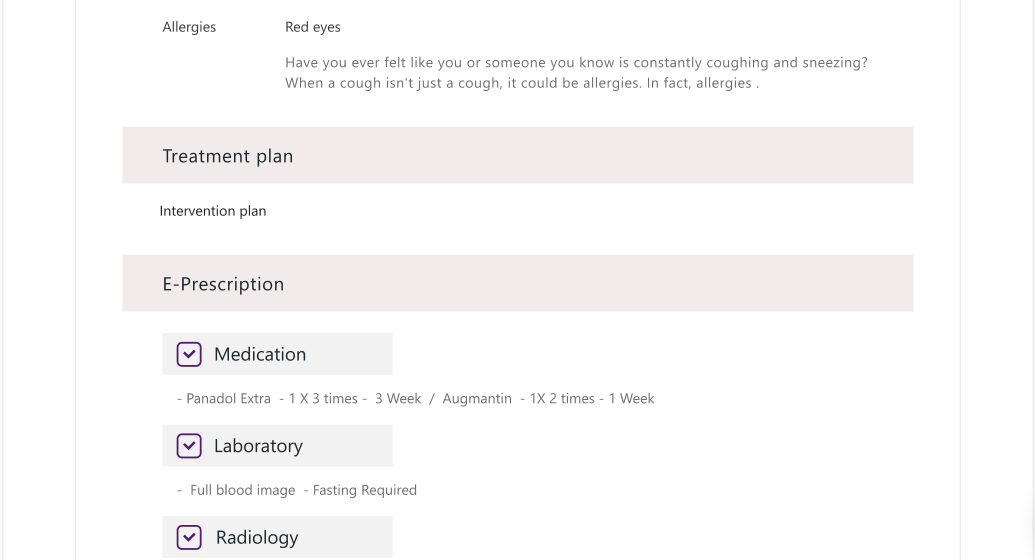 Allergies Red eyes
Have you ever felt like you or someone you know is constantly coughing and sneezing?
When a cough isn't just a cough, it could be allergies. In fact, allergies .
Treatment plan
Intervention plan
E-Prescription
Medication
- Panadol Extra - 1 X 3 times - 3 Week / Augmantin - 1X 2 times - 1 Week
Laboratory
- Full blood image - Fasting Required
Radiology